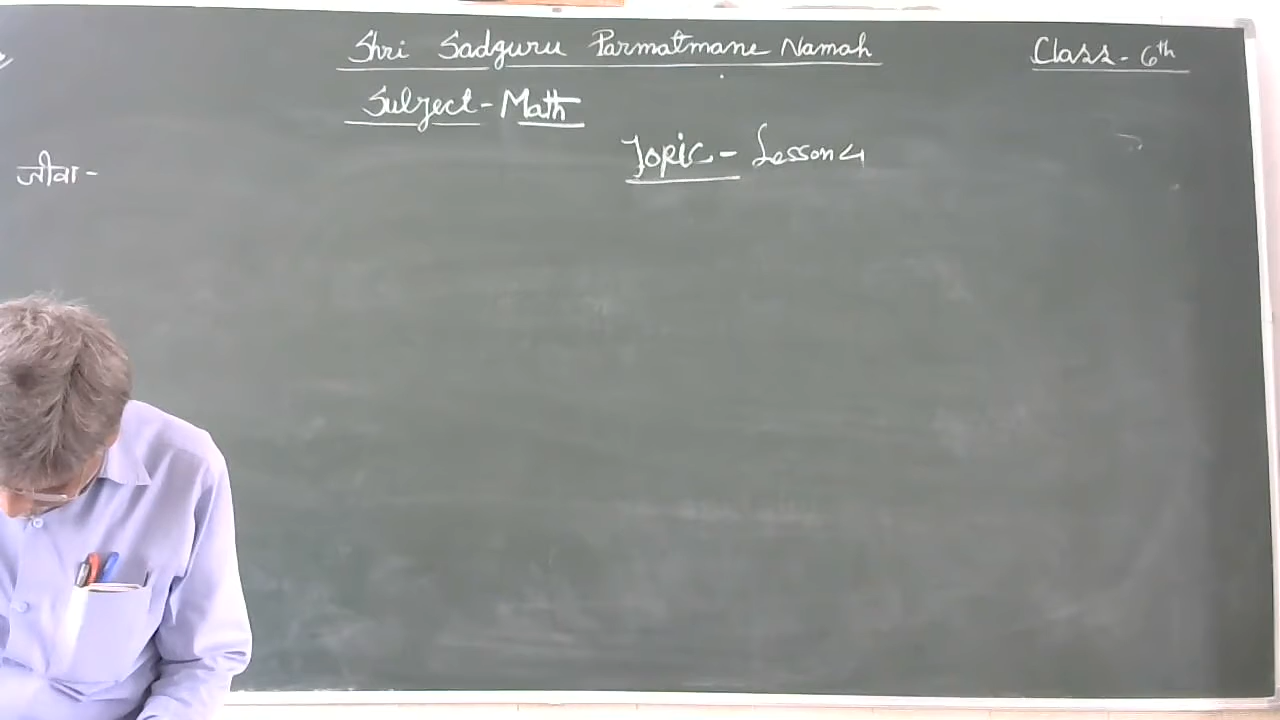 Shri Sadguru Parmatmane Namah
Class - 6th
Subject - Math
Topic - Lesson 4
जीवा -